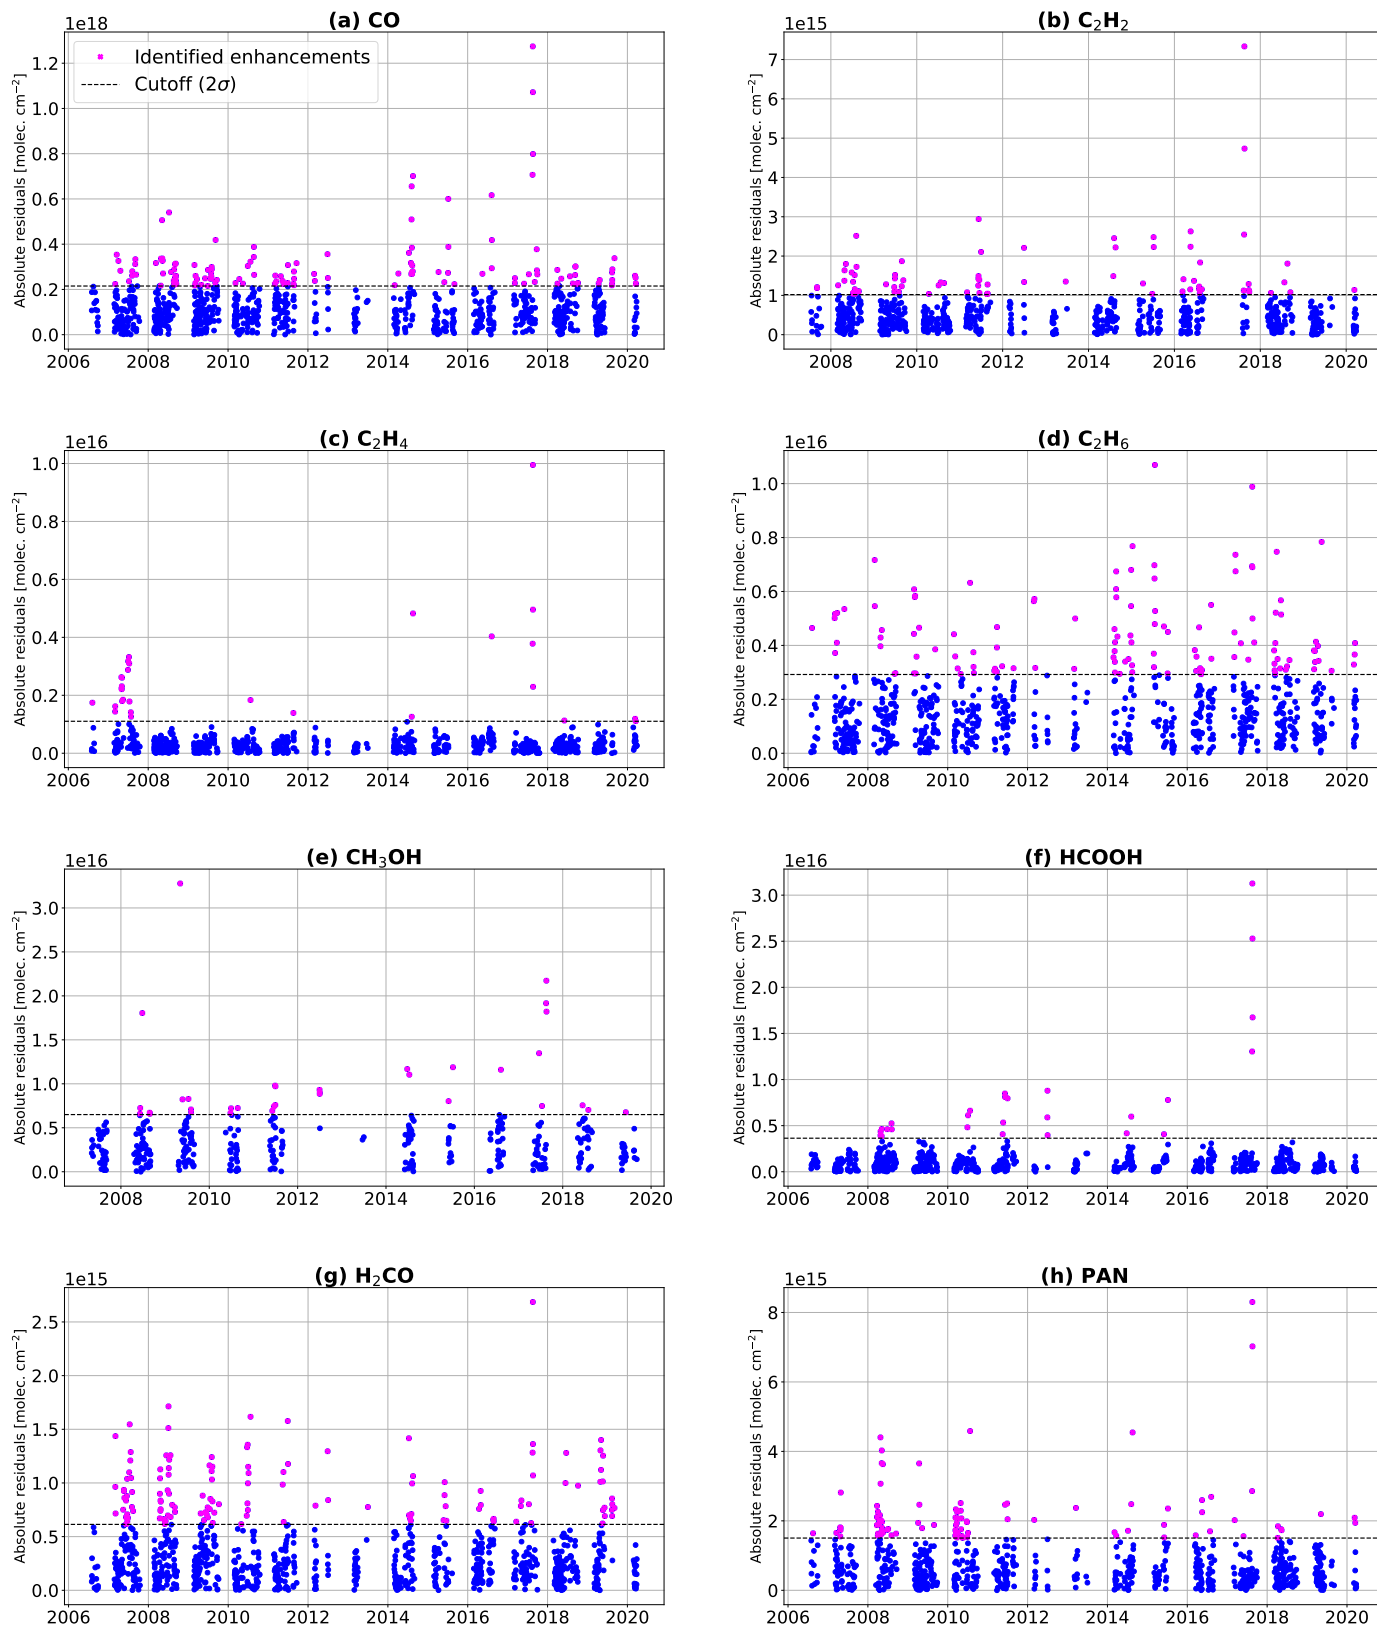 (a) CO
(b) C₂H₂
1e18
1e15
Absolute residuals [molec. cm⁻²]
Identified enhancements
Cutoff (2σ)
1.2
1.0
0.8
0.6
0.4
0.2
0.0
2006 2008 2010 2012 2014 2016 2018 2020
Absolute residuals [molec. cm⁻²]
7
6
5
4
3
2
1
0
2008 2010 2012 2014 2016 2018 2020
(c) C₂H₄
(d) C₂H₆
1e16
1e16
Absolute residuals [molec. cm⁻²]
1.0
0.8
0.6
0.4
0.2
0.0
2006 2008 2010 2012 2014 2016 2018 2020
Absolute residuals [molec. cm⁻²]
1.0
0.8
0.6
0.4
0.2
0.0
2006 2008 2010 2012 2014 2016 2018 2020
(e) CH₃OH
(f) HCOOH
1e16
1e16
Absolute residuals [molec. cm⁻²]
3.0
2.5
2.0
1.5
1.0
0.5
0.0
2008 2010 2012 2014 2016 2018 2020
Absolute residuals [molec. cm⁻²]
3.0
2.5
2.0
1.5
1.0
0.5
0.0
2006 2008 2010 2012 2014 2016 2018 2020
(g) H₂CO
(h) PAN
1e15
1e15
Absolute residuals [molec. cm⁻²]
2.5
2.0
1.5
1.0
0.5
0.0
2006 2008 2010 2012 2014 2016 2018 2020
Absolute residuals [molec. cm⁻²]
8
6
4
2
0
2006 2008 2010 2012 2014 2016 2018 2020